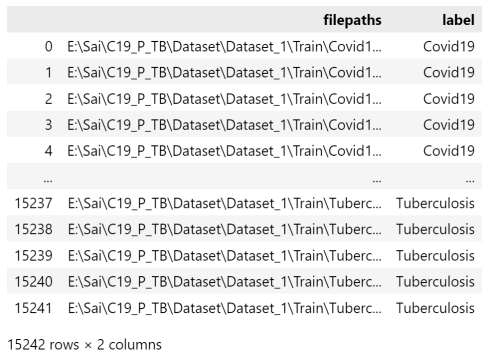 filepaths label
0 E:\Sai\C19_P_TB\Dataset\Dataset_1\Train\Covid1... Covid19
1 E:\Sai\C19_P_TB\Dataset\Dataset_1\Train\Covid1... Covid19
2 E:\Sai\C19_P_TB\Dataset\Dataset_1\Train\Covid1... Covid19
3 E:\Sai\C19_P_TB\Dataset\Dataset_1\Train\Covid1... Covid19
4 E:\Sai\C19_P_TB\Dataset\Dataset_1\Train\Covid1... Covid19
... ... ...
15237 E:\Sai\C19_P_TB\Dataset\Dataset_1\Train\Tuberc... Tuberculosis
15238 E:\Sai\C19_P_TB\Dataset\Dataset_1\Train\Tuberc... Tuberculosis
15239 E:\Sai\C19_P_TB\Dataset\Dataset_1\Train\Tuberc... Tuberculosis
15240 E:\Sai\C19_P_TB\Dataset\Dataset_1\Train\Tuberc... Tuberculosis
15241 E:\Sai\C19_P_TB\Dataset\Dataset_1\Train\Tuberc... Tuberculosis
15242 rows × 2 columns